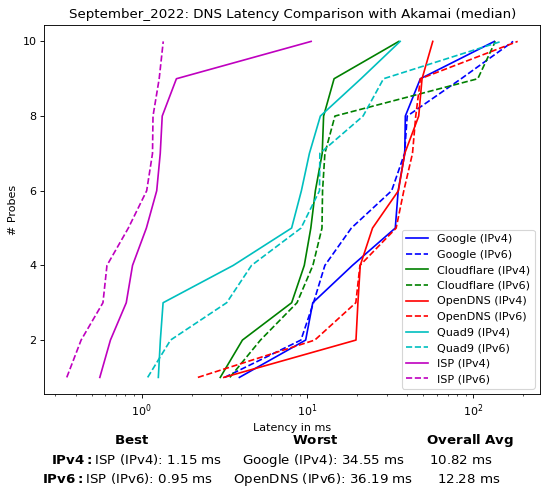 September_2022: DNS Latency Comparison with Akamai (median)
10
8
6
4
2
# Probes
Google (IPv4)
Google (IPv6)
Cloudflare (IPv4)
Cloudflare (IPv6)
OpenDNS (IPv4)
OpenDNS (IPv6)
Quad9 (IPv4)
Quad9 (IPv6)
ISP (IPv4)
ISP (IPv6)
10⁰ 10¹ 10²
Latency in ms
Best Worst Overall Avg
IPv4: ISP (IPv4): 1.15 ms Google (IPv4): 34.55 ms 10.82 ms
IPv6: ISP (IPv6): 0.95 ms OpenDNS (IPv6): 36.19 ms 12.28 ms